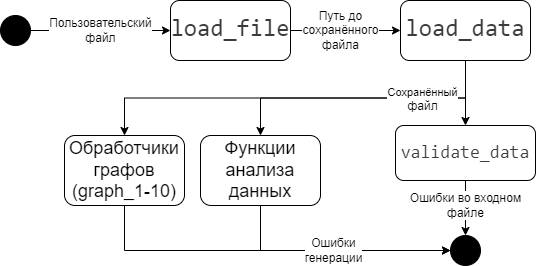 Пользовательский
файл
load_file
Путь до
сохранённого
файла
load_data
Сохранённый
файл
Обработчики
графов
(graph_1-10)
Функции
анализа
данных
validate_data
Ошибки во входном
файле
Ошибки
генерации